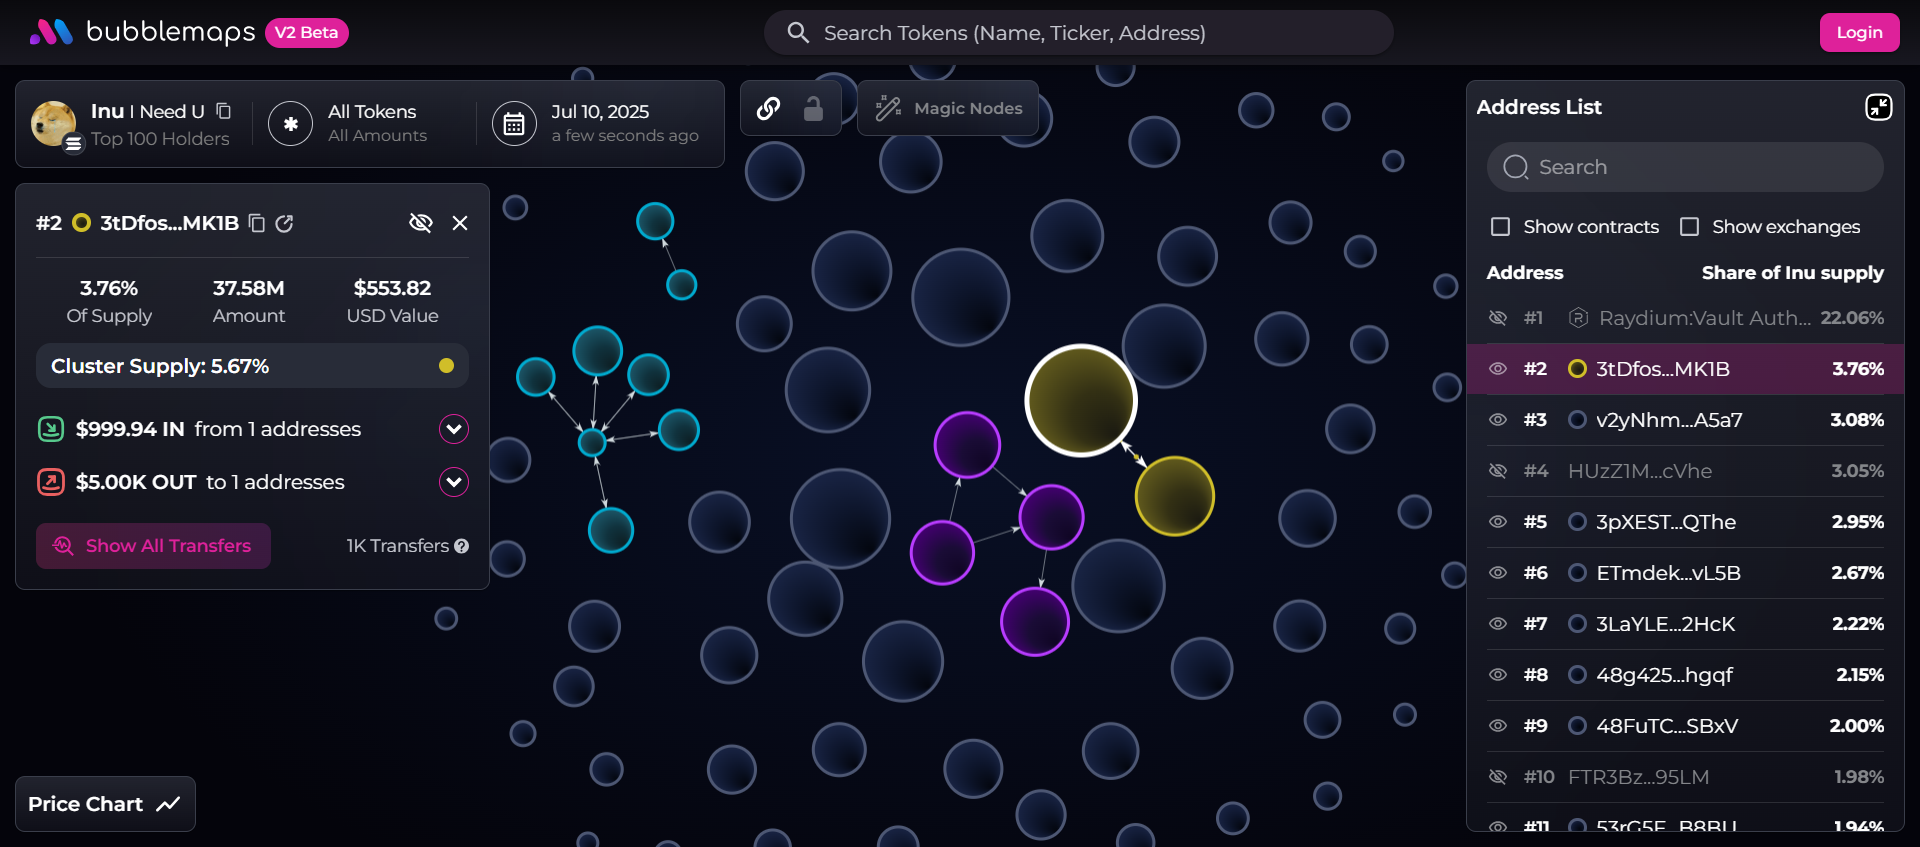 bubblemaps V2 Beta
Search Tokens (Name, Ticker, Address)
Login
Inu I Need U
Top 100 Holders
All Tokens
All Amounts
Jul 10, 2025
a few seconds ago
Magic Nodes
#2 3tDfos...MK1B
3.76% 37.58M $553.82
Of Supply Amount USD Value
Cluster Supply: 5.67%
$999.94 IN from 1 addresses
$5.00K OUT to 1 addresses
Show All Transfers 1K Transfers ?
Price Chart
Address List
Search
Show contracts Show exchanges
Address Share of Inu supply
#1 Raydium:Vault Auth... 22.06%
#2 3tDfos...MK1B 3.76%
#3 v2yNhm...A5a7 3.08%
#4 HUzZ1M...cVhe 3.05%
#5 3pXEST...QThe 2.95%
#6 ETmdek...vL5B 2.67%
#7 3LaYLE...2HcK 2.22%
#8 48g425...hgqf 2.15%
#9 48FuTC...SBxV 2.00%
#10 FTR3Bz...95LM 1.98%
#11 53rG5F...B8BU 1.94%